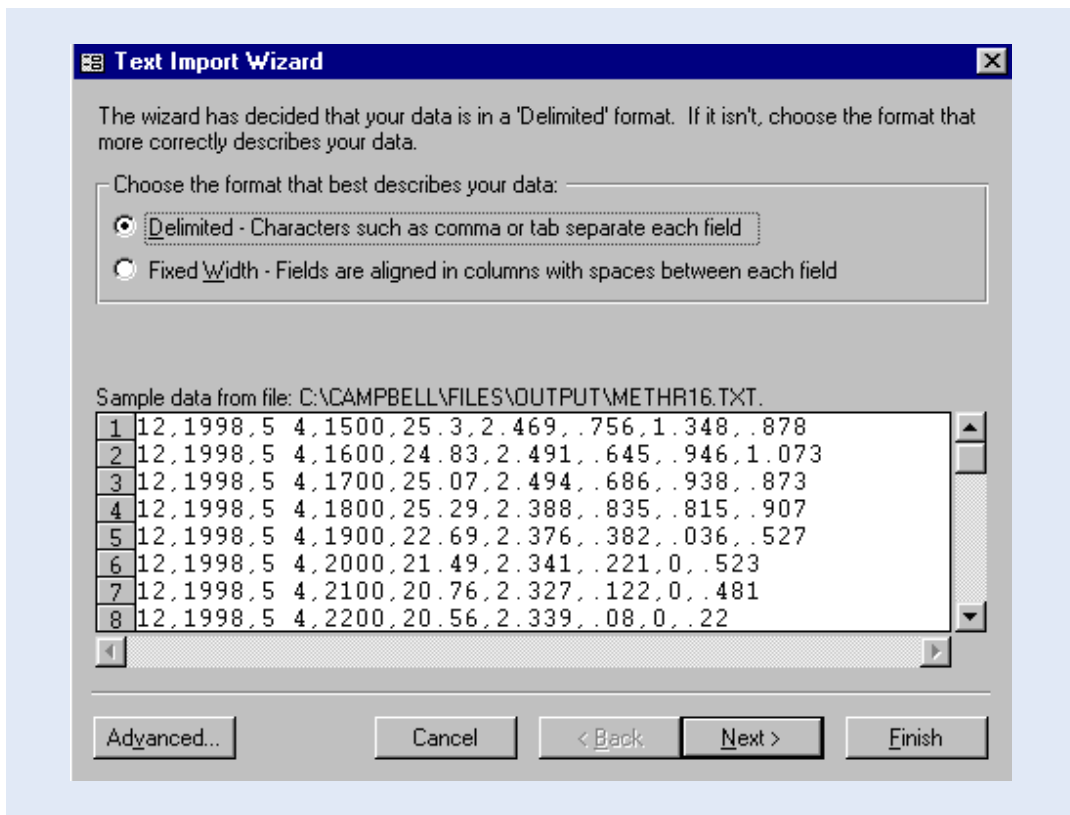 Text Import Wizard
The wizard has decided that your data is in a 'Delimited' format.  If it isn't, choose the format that
more correctly describes your data.
Choose the format that best describes your data:
Delimited - Characters such as comma or tab separate each field
Fixed Width - Fields are aligned in columns with spaces between each field
Sample data from file: C:\CAMPBELL\FILES\OUTPUT\METHR16.TXT.
1 12,1998,5 4,1500,25.3,2.469,.756,1.348,.878
2 12,1998,5 4,1600,24.83,2.491,.645,.946,1.073
3 12,1998,5 4,1700,25.07,2.494,.686,.938,.873
4 12,1998,5 4,1800,25.29,2.388,.835,.815,.907
5 12,1998,5 4,1900,22.69,2.376,.382,.036,.527
6 12,1998,5 4,2000,21.49,2.341,.221,0,.523
7 12,1998,5 4,2100,20.76,2.327,.122,0,.481
8 12,1998,5 4,2200,20.56,2.339,.08,0,.22
Advanced... Cancel < Back Next > Finish